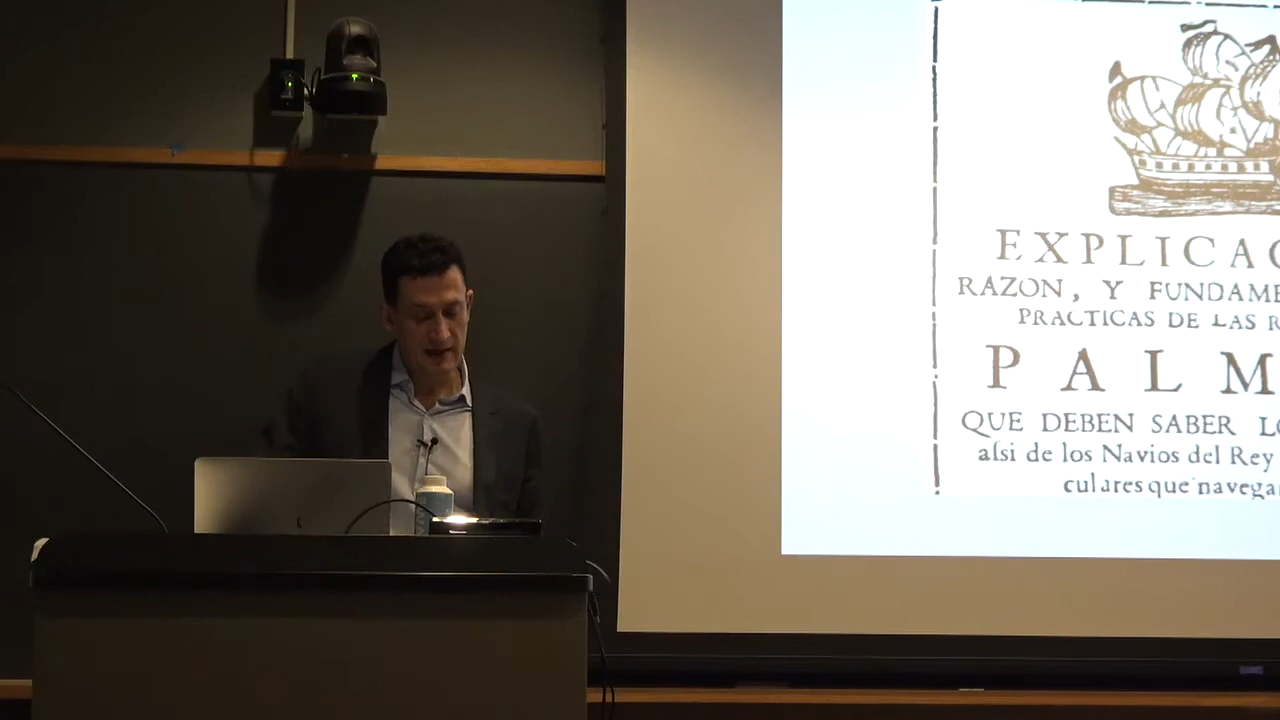 EXPLICAC
RAZON, Y FUNDAME
PRACTICAS DE LAS R
PALM
QUE DEBEN SABER LO
aſsi de los Navios del Rey
culares que navega